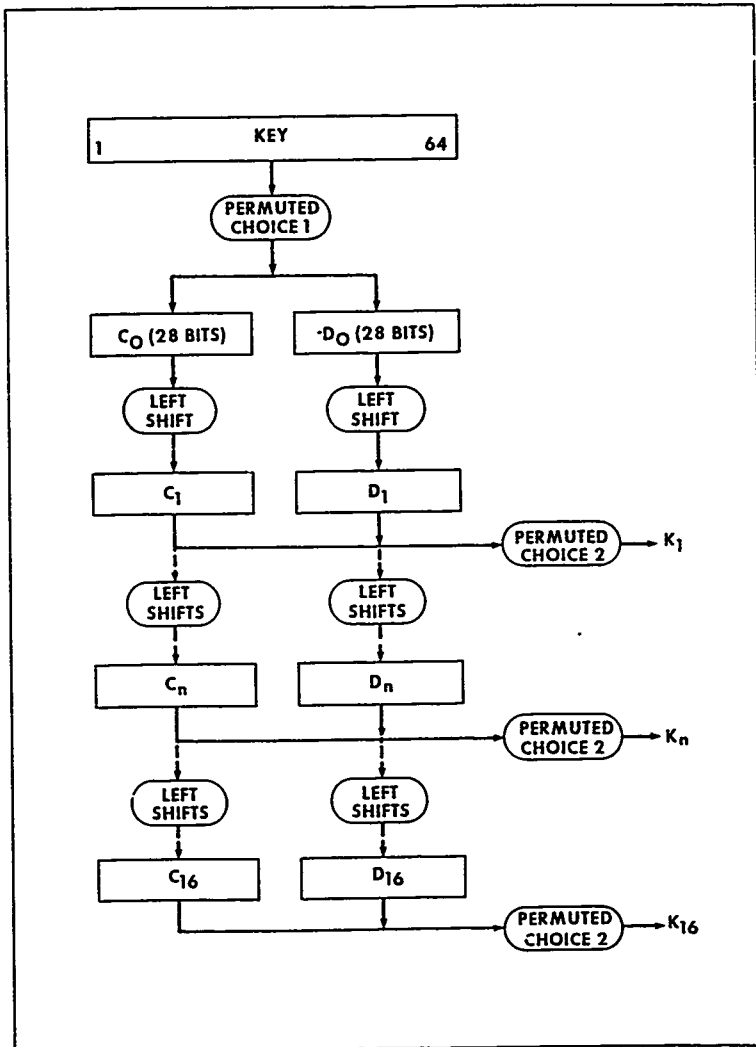 KEY
1 64
PERMUTED
CHOICE 1
C0 (28 BITS) D0 (28 BITS)
LEFT
SHIFT
LEFT
SHIFT
C1 D1
PERMUTED
CHOICE 2
K1
LEFT
SHIFTS
LEFT
SHIFTS
Cn Dn
PERMUTED
CHOICE 2
Kn
LEFT
SHIFTS
LEFT
SHIFTS
C16 D16
PERMUTED
CHOICE 2
K16